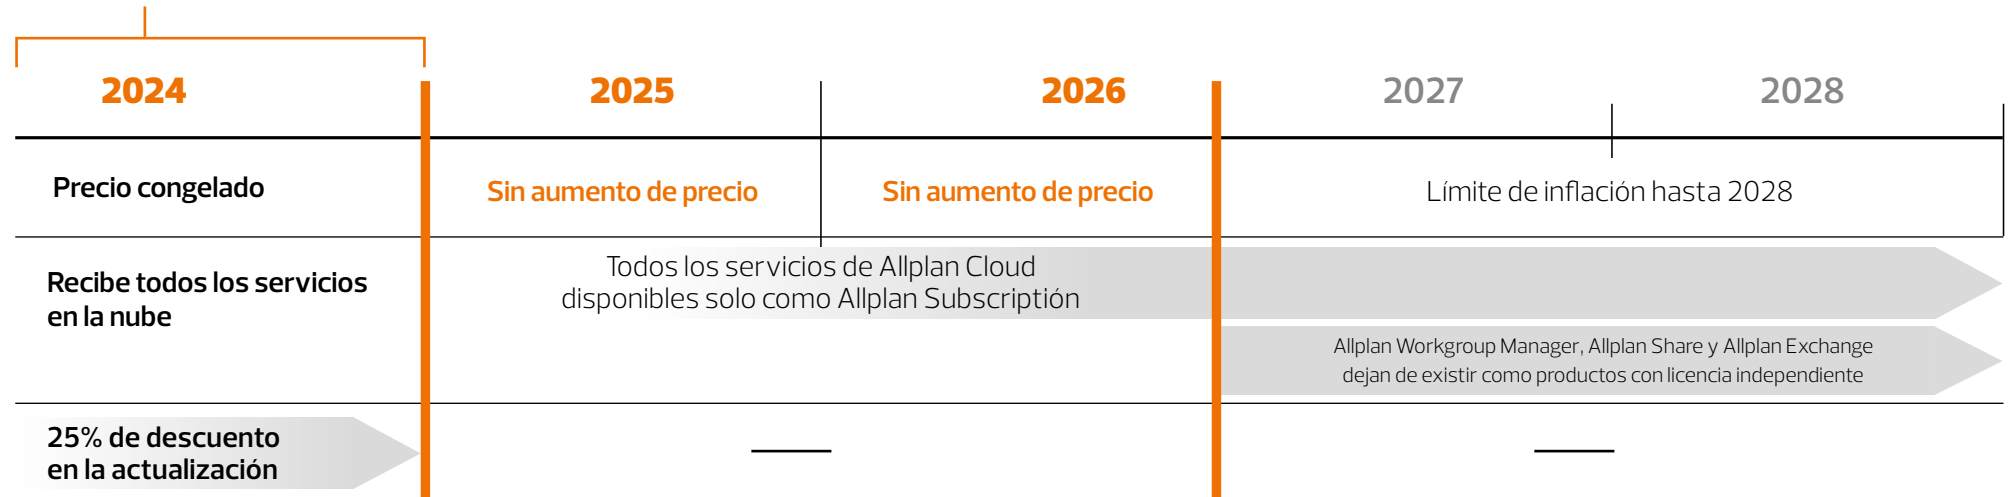 2024
2025
2026
2027
2028
Precio congelado
Sin aumento de precio
Sin aumento de precio
Límite de inflación hasta 2028
Recibe todos los servicios
en la nube
Todos los servicios de Allplan Cloud
disponibles solo como Allplan Subscriptión
Allplan Workgroup Manager, Allplan Share y Allplan Exchange
dejan de existir como productos con licencia independiente
25% de descuento
en la actualización